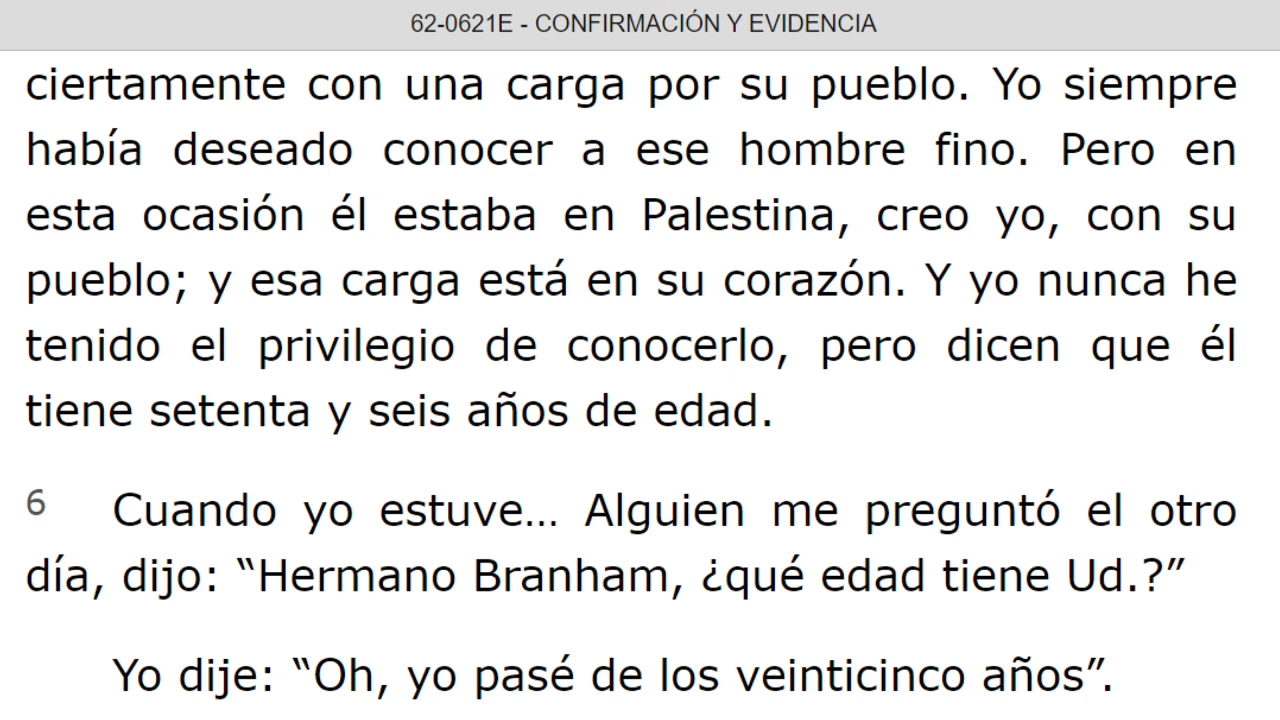 62-0621E - CONFIRMACIÓN Y EVIDENCIA
ciertamente con una carga por su pueblo. Yo siempre
había deseado conocer a ese hombre fino. Pero en
esta ocasión él estaba en Palestina, creo yo, con su
pueblo; y esa carga está en su corazón. Y yo nunca he
tenido el privilegio de conocerlo, pero dicen que él
tiene setenta y seis años de edad.
6 Cuando yo estuve… Alguien me preguntó el otro
día, dijo: “Hermano Branham, ¿qué edad tiene Ud.?”
Yo dije: “Oh, yo pasé de los veinticinco años”.